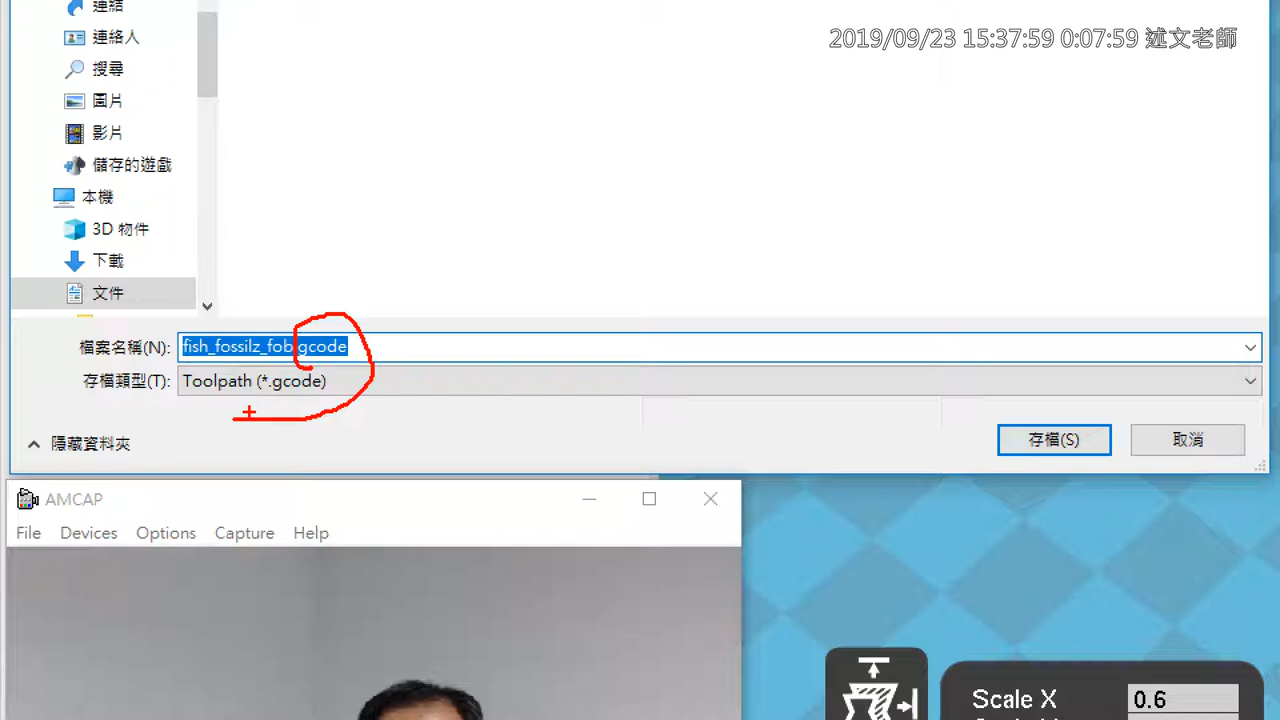 連結
2019/09/23 15:37:59 0:07:59 述文老師
連絡人
搜尋
圖片
影片
儲存的遊戲
本機
3D 物件
下載
文件
檔案名稱(N): fish_fossilz_fob.gcode
存檔類型(T): Toolpath (*.gcode)
隱藏資料夾
存檔(S) 取消
AMCAP
File Devices Options Capture Help
Scale X 0.6